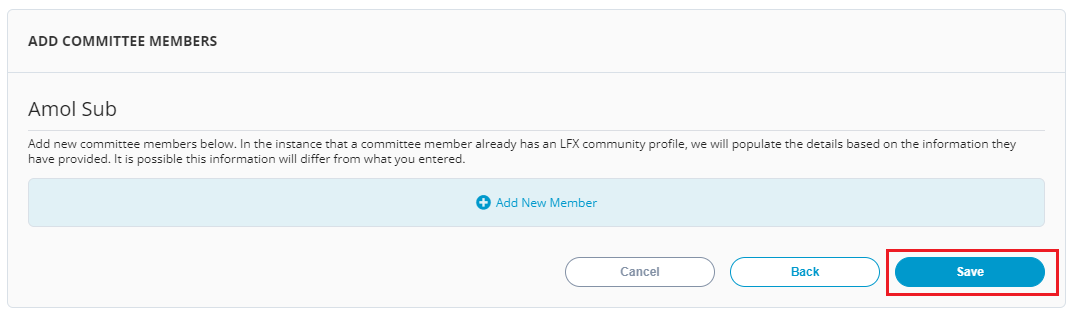 ADD COMMITTEE MEMBERS
Amol Sub
Add new committee members below. In the instance that a committee member already has an LFX community profile, we will populate the details based on the information they
have provided. It is possible this information will differ from what you entered.
Add New Member
Cancel
Back
Save